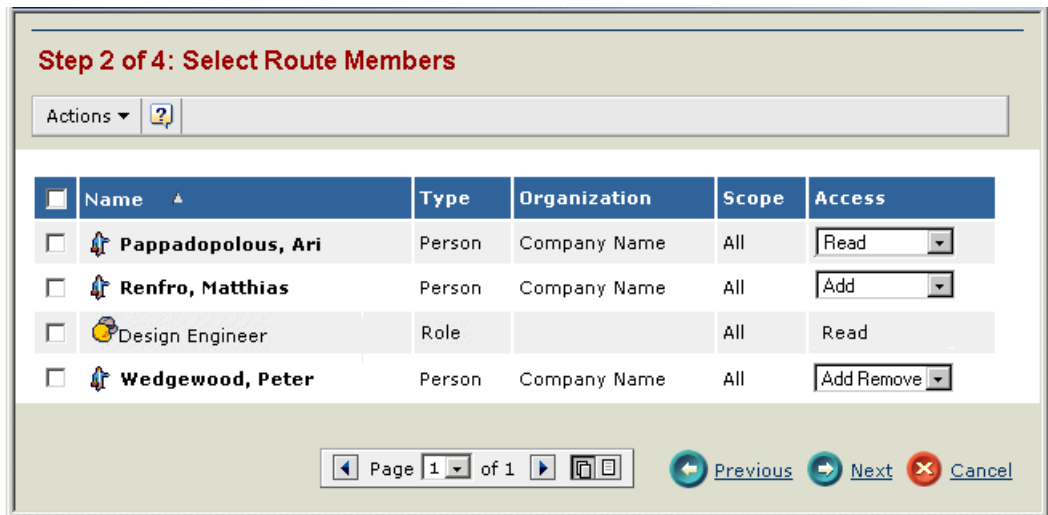 Step 2 of 4: Select Route Members
Actions
Name Type Organization Scope Access
Pappadopolous, Ari Person Company Name All Read
Renfro, Matthias Person Company Name All Add
Design Engineer Role All Read
Wedgewood, Peter Person Company Name All Add Remove
Page 1 of 1 Previous Next Cancel